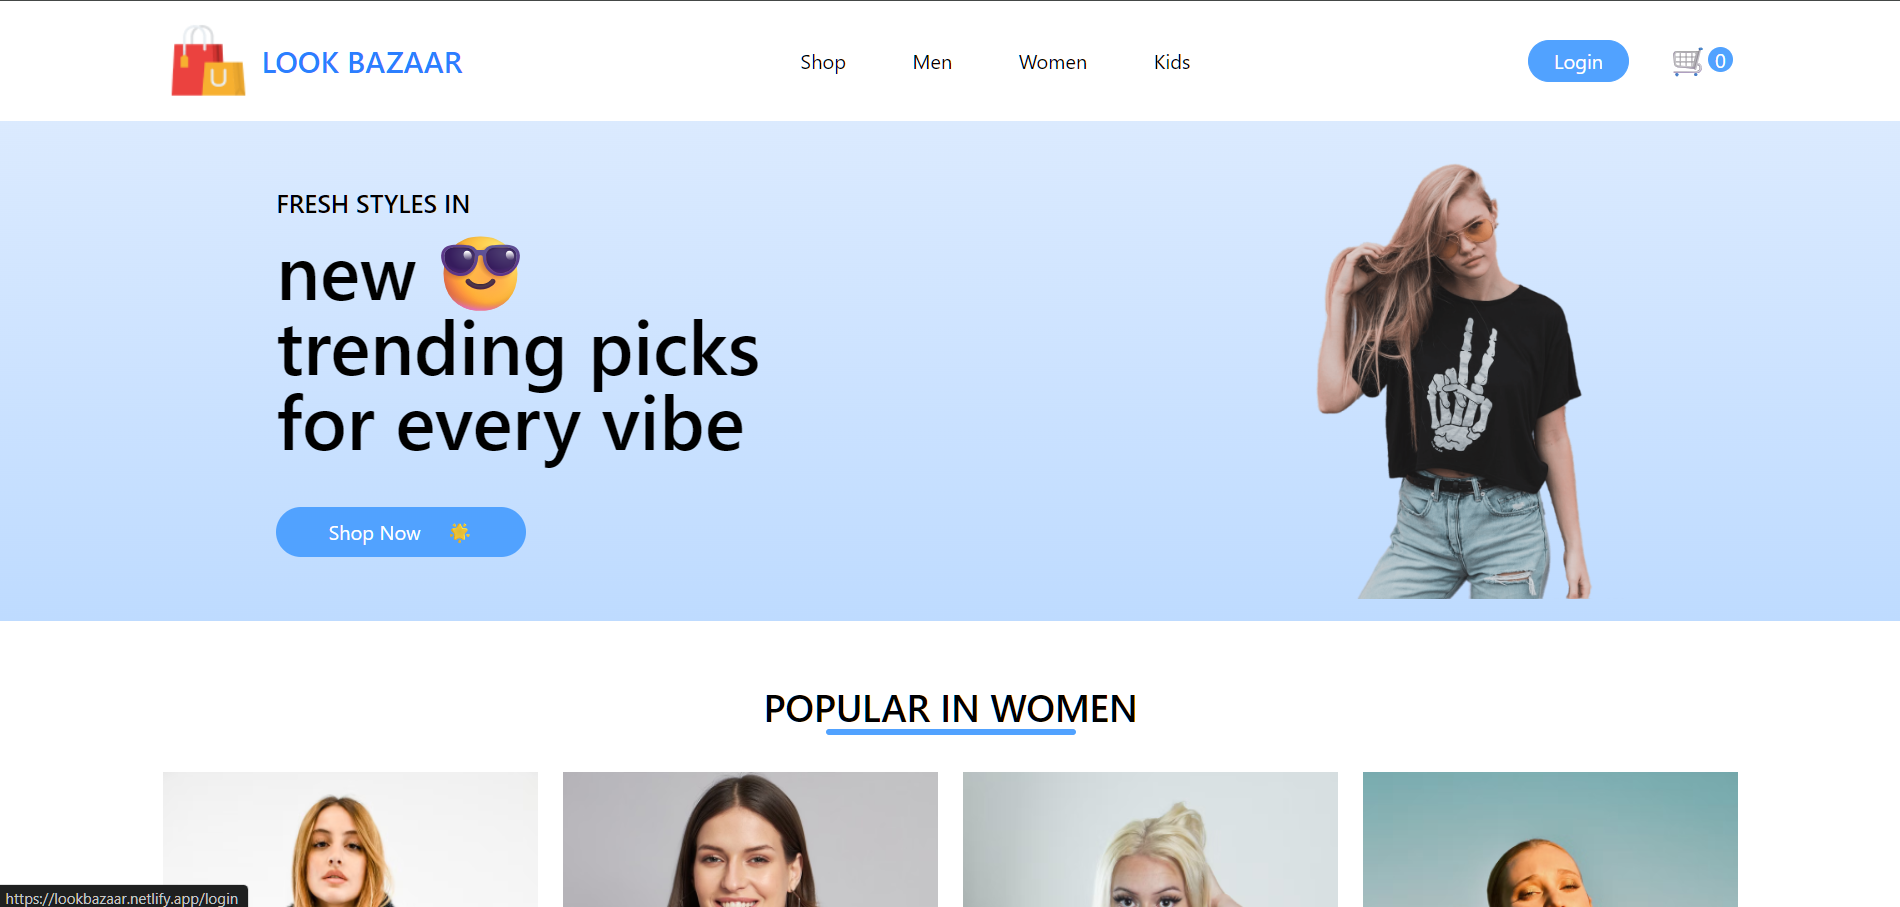 U
LOOK BAZAAR
Shop
Men
Women
Kids
Login
0
FRESH STYLES IN
new 😎
trending picks
for every vibe
Shop Now 🌟
POPULAR IN WOMEN
https://lookbazaar.netlify.app/login